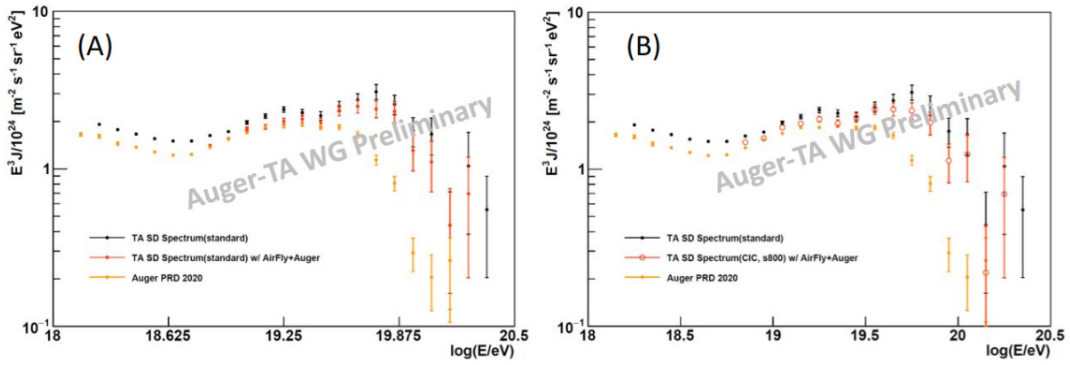 (A)
E³J/10²⁴ [m⁻² s⁻¹ sr⁻¹ eV²]
10
1
10⁻¹
Auger-TA WG Preliminary
TA SD Spectrum(standard)
TA SD Spectrum(standard) w/ AirFly+Auger
Auger PRD 2020
18 18.625 19.25 19.875 20.5
log(E/eV)
(B)
E³J/10²⁴ [m⁻² s⁻¹ sr⁻¹ eV²]
10
1
10⁻¹
Auger-TA WG Preliminary
TA SD Spectrum(standard)
TA SD Spectrum(CIC, s800) w/ AirFly+Auger
Auger PRD 2020
18 18.5 19 19.5 20 20.5
log(E/eV)